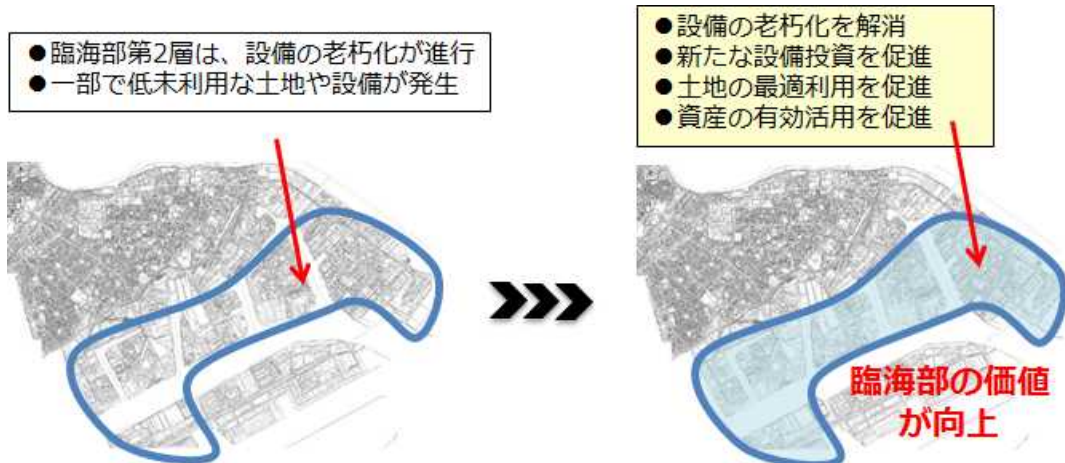 ●臨海部第2層は、設備の老朽化が進行
●一部で低未利用な土地や設備が発生
●設備の老朽化を解消
●新たな設備投資を促進
●土地の最適利用を促進
●資産の有効活用を促進
臨海部の価値
が向上